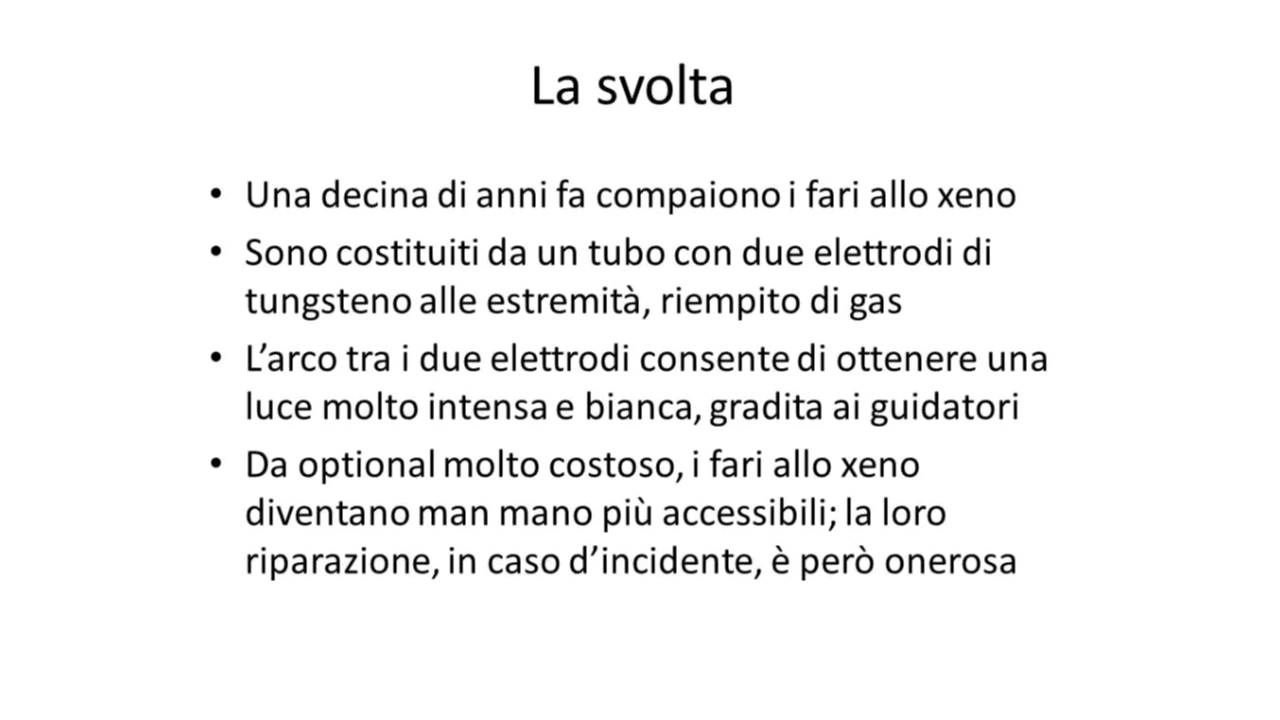 La svolta
• Una decina di anni fa compaiono i fari allo xeno
• Sono costituiti da un tubo con due elettrodi di
tungsteno alle estremità, riempito di gas
• L’arco tra i due elettrodi consente di ottenere una
luce molto intensa e bianca, gradita ai guidatori
• Da optional molto costoso, i fari allo xeno
diventano man mano più accessibili; la loro
riparazione, in caso d’incidente, è però onerosa